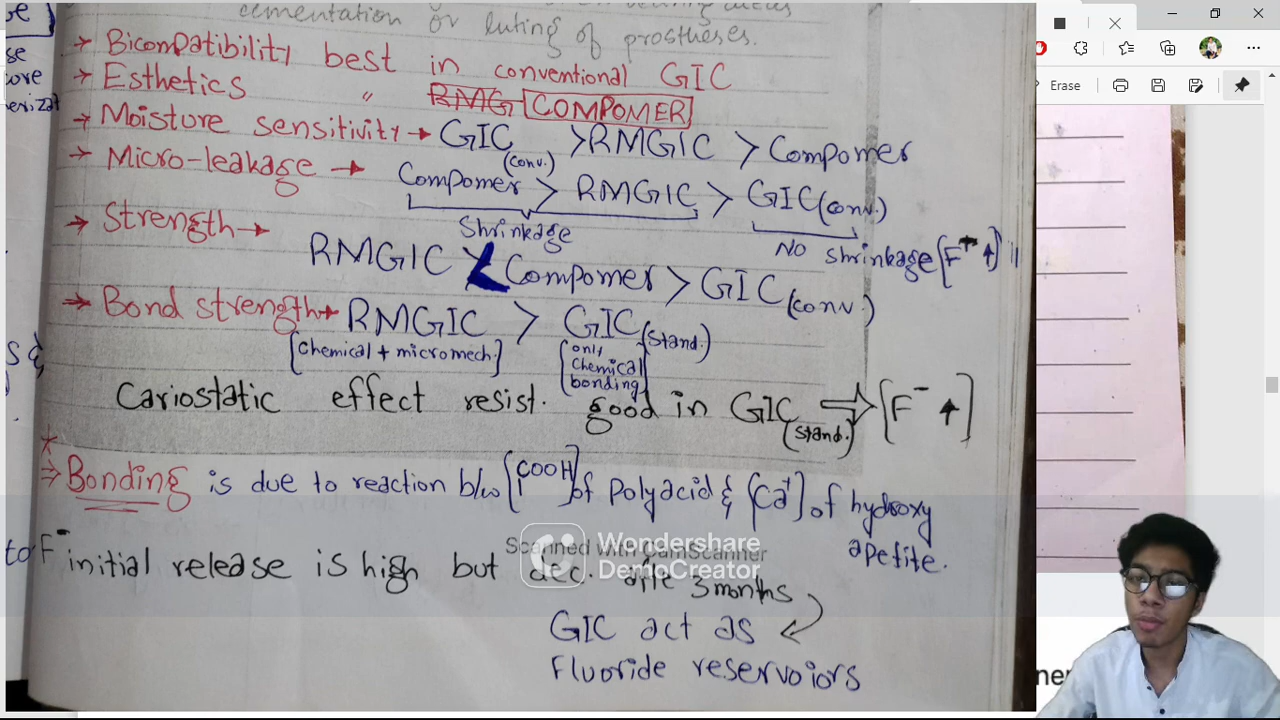 cementation or luting of prostheses.
→ Bicompatibility best in conventional GIC
→ Esthetics " RMG COMPOMER
→ Moisture sensitivity → GIC (conv.) > RMGIC > Compomer
→ Micro-leakage → Compomer > RMGIC > GIC (conv.)
Shrinkage No shrinkage [F ↑]
→ Strength →
RMGIC < Compomer > GIC (conv.)
→ Bond strength → RMGIC > GIC (stand.)
[Chemical + micromech.] [only chemical bonding]
Cariostatic effect resist. good in GIC (stand.) ⇒ [F⁻ ↑]
⇒ Bonding is due to reaction b/w [COOH] of Polyacid & [Ca⁺] of hydroxy
apetite.
to F⁻ initial release is high but dec. afte 3 months
GIC act as
Fluoride reservoiors
Scanned with CamScanner
Wondershare
DemoCreator
Erase